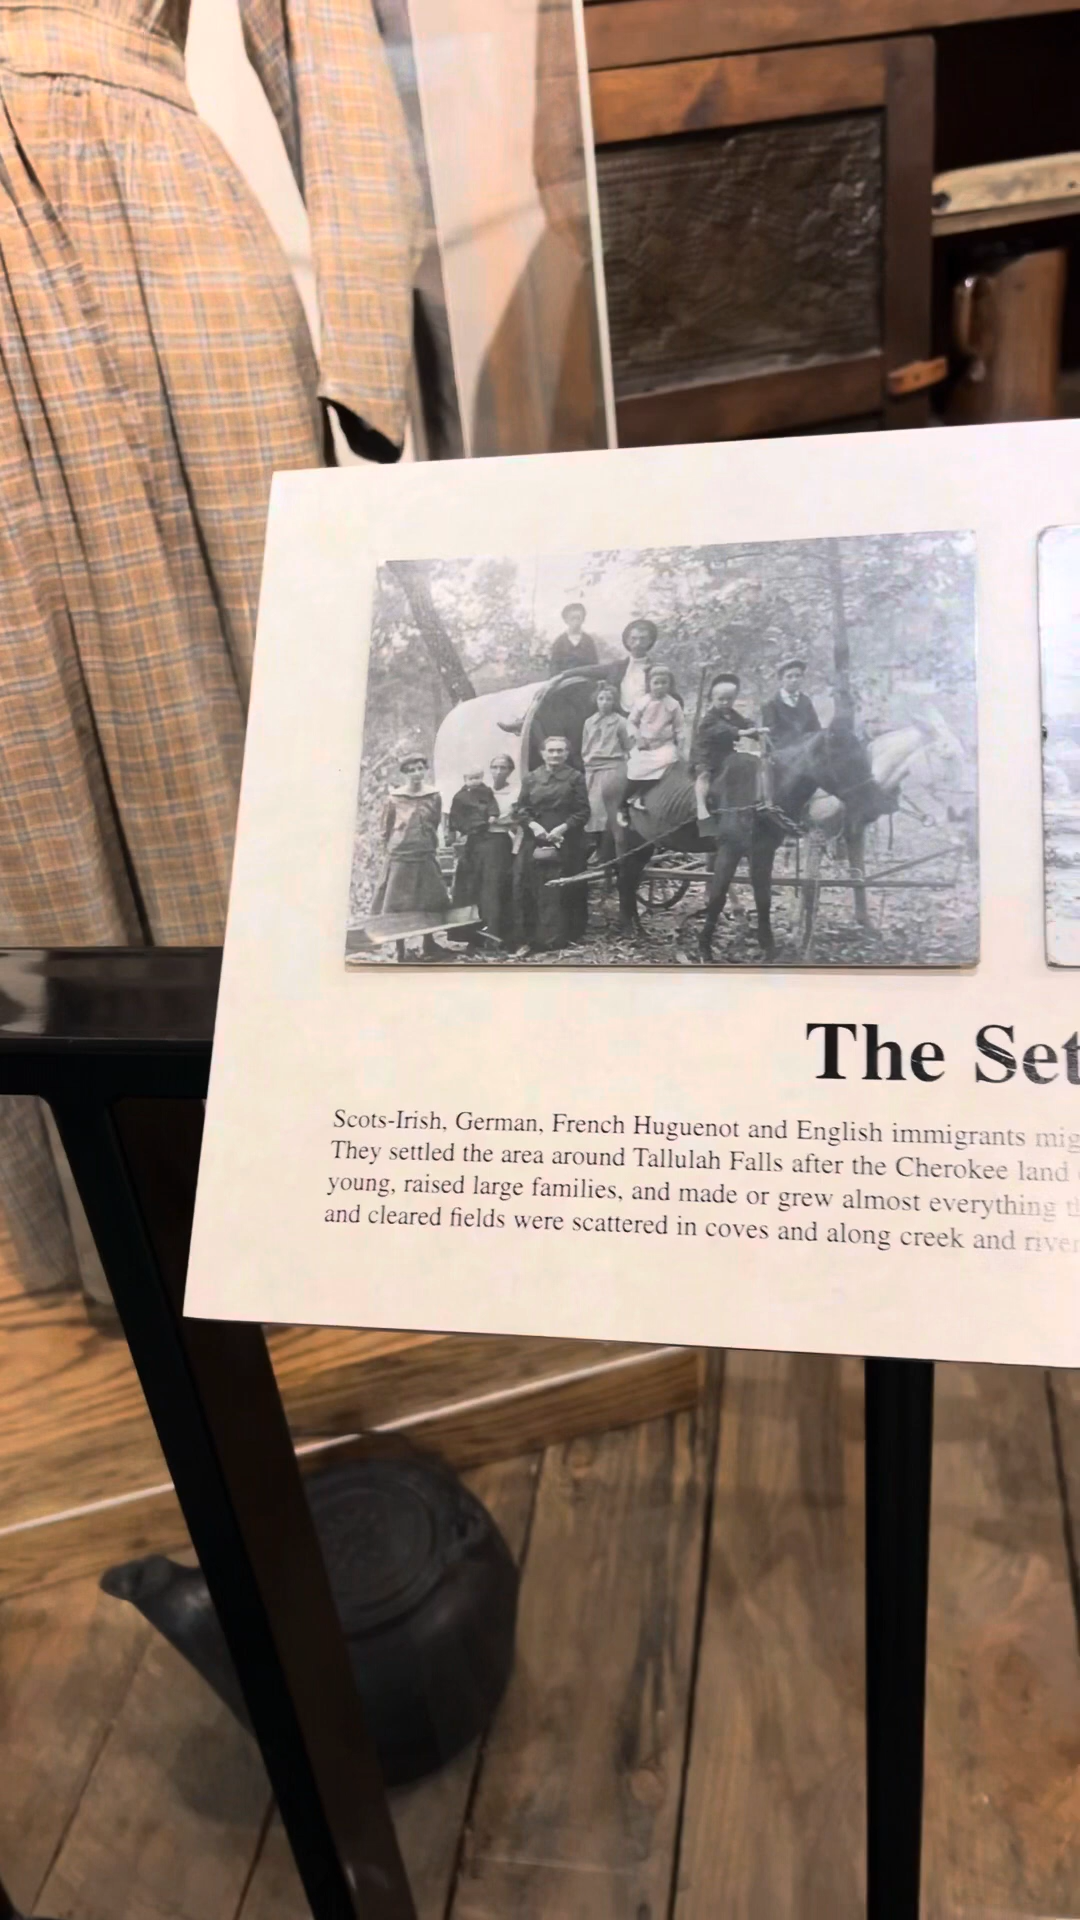 The Set
Scots-Irish, German, French Huguenot and English immigrants mig
They settled the area around Tallulah Falls after the Cherokee land
young, raised large families, and made or grew almost everything
and cleared fields were scattered in coves and along creek and river